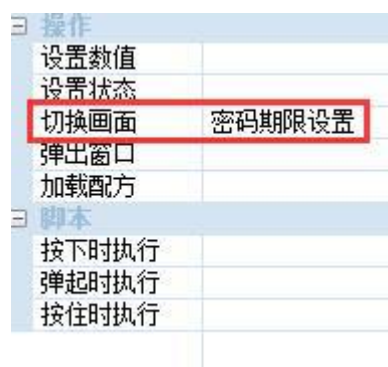 操作
设置数值
设置状态
切换画面 密码期限设置
弹出窗口
加载配方
脚本
按下时执行
弹起时执行
按住时执行